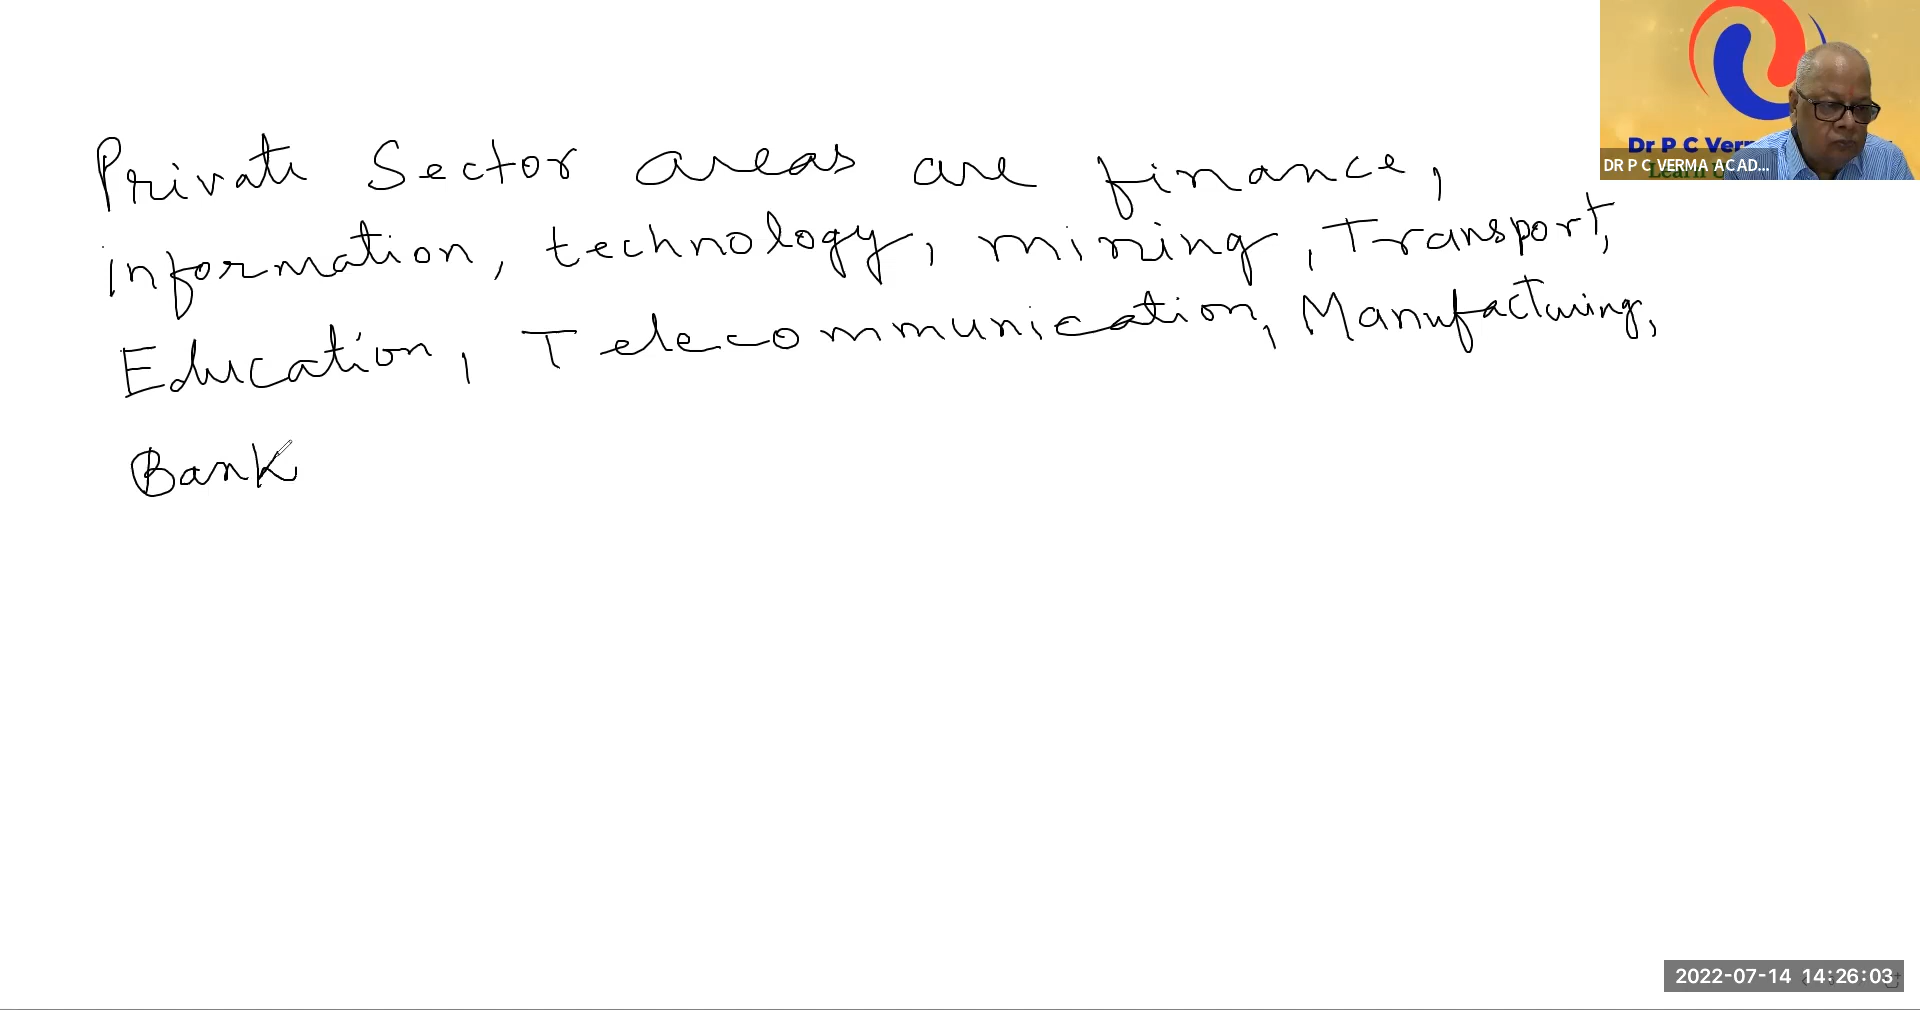 Private Sector areas are finance,
information, technology, mining, Transport,
Education, Telecommunication, Manufacturing,
Bank
Dr P C Ver
DR P C VERMA ACAD...
Learn
2022-07-14 14:26:03